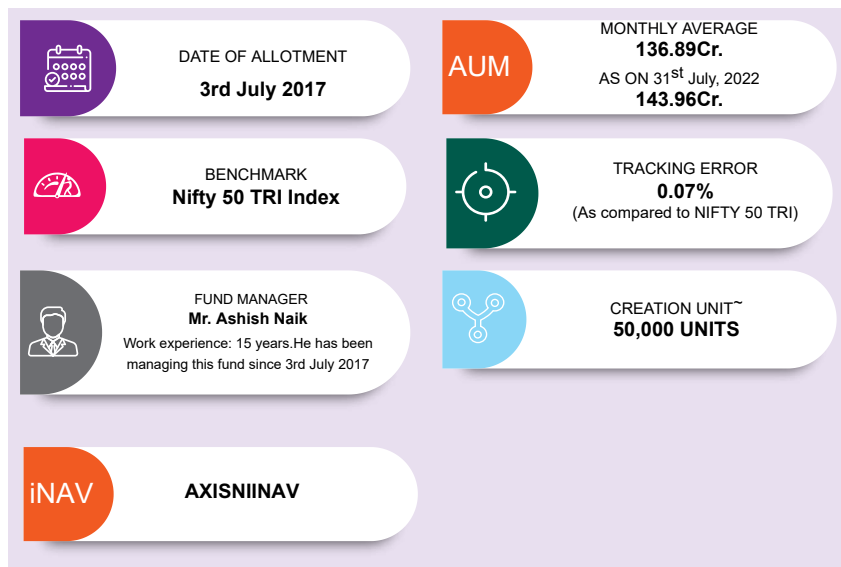 DATE OF ALLOTMENT
3rd July 2017
AUM
MONTHLY AVERAGE
136.89Cr.
AS ON 31st July, 2022
143.96Cr.
BENCHMARK
Nifty 50 TRI Index
TRACKING ERROR
0.07%
(As compared to NIFTY 50 TRI)
FUND MANAGER
Mr. Ashish Naik
Work experience: 15 years.He has been
managing this fund since 3rd July 2017
CREATION UNIT~
50,000 UNITS
iNAV
AXISNIINAV